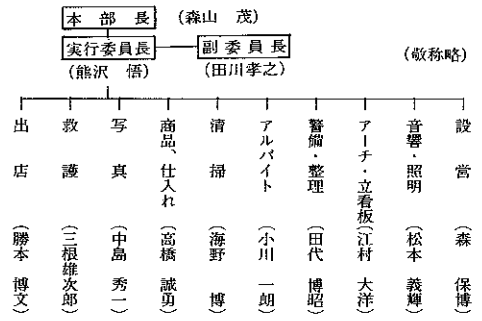 本部長
(森山 茂)
実行委員長
副委員長
(敬称略)
(熊沢 悟)
(田川孝之)
設営 (森 保博)
音響・照明 (松本 義輝)
アーチ・立看板 (江村 大洋)
警備・整理 (田代 博昭)
アルバイト (小川 一朗)
清掃 (海野 博)
商品、仕入れ (高橋 誠勇)
写真 (中島 秀一)
救護 (三根雄次郎)
出店 (勝本 博文)